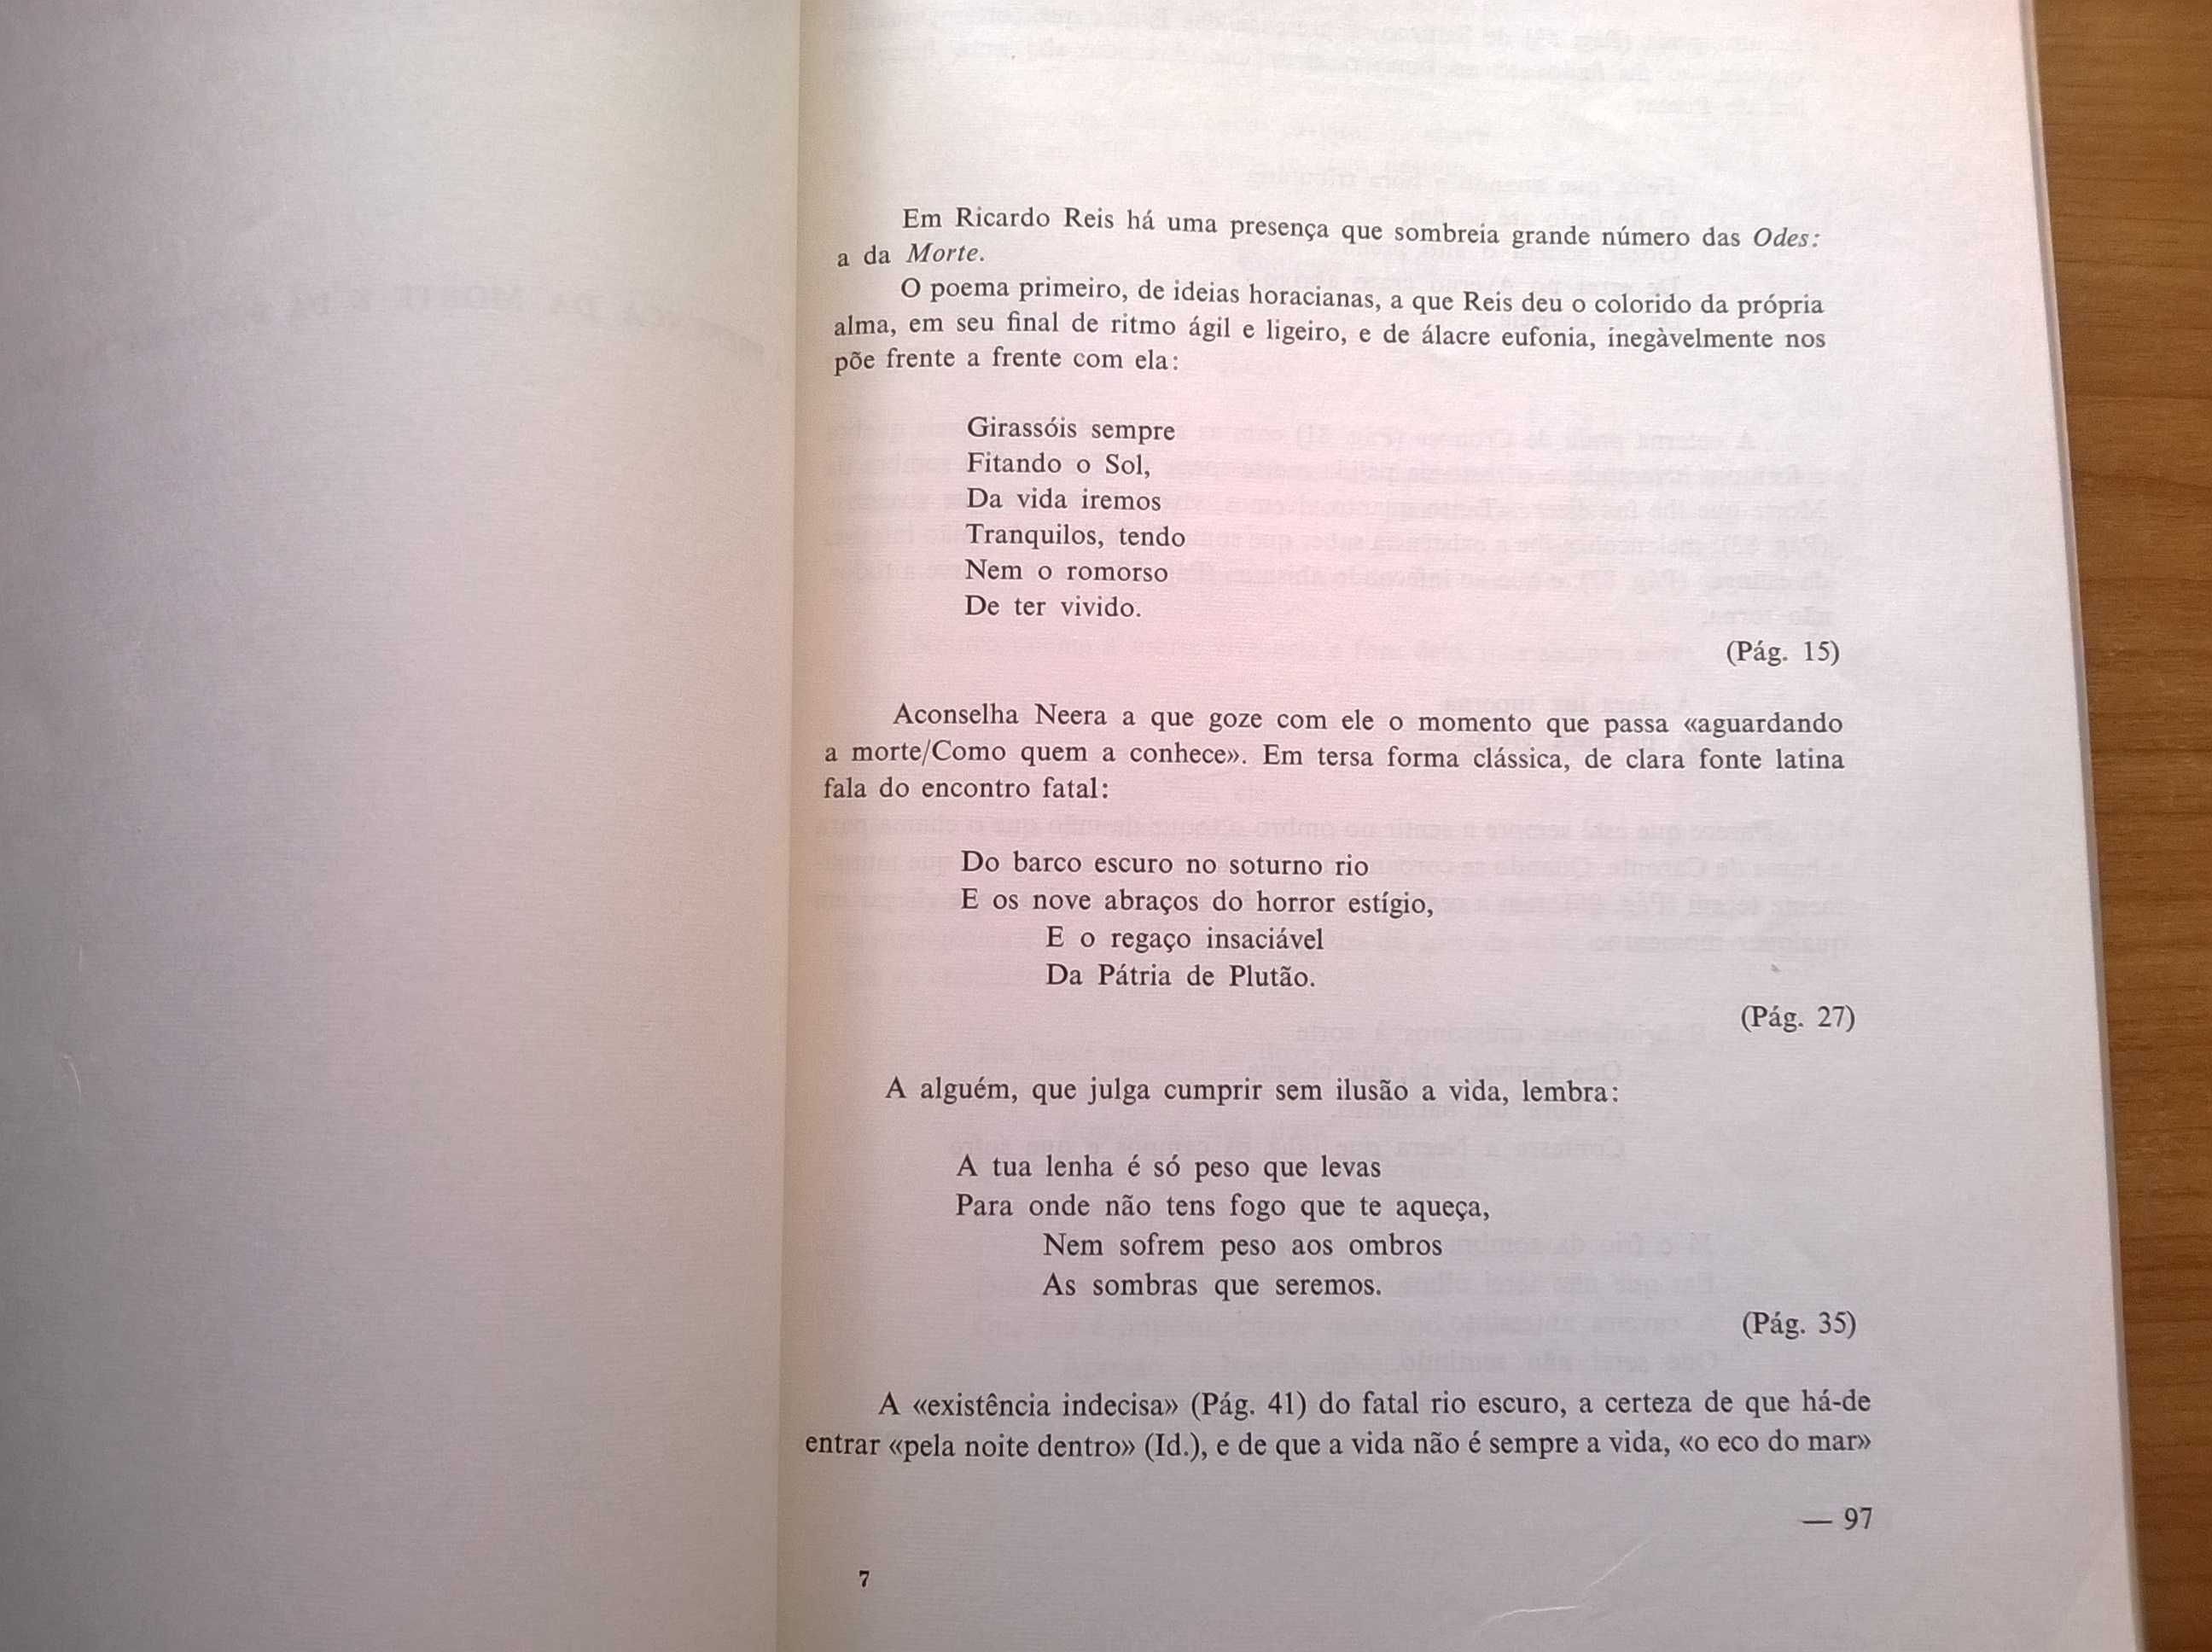 Em Ricardo Reis há uma presença que sombreia grande número das Odes:
a da Morte.
O poema primeiro, de ideias horacianas, a que Reis deu o colorido da própria
alma, em seu final de ritmo ágil e ligeiro, e de álacre eufonia, inegàvelmente nos
põe frente a frente com ela:
Girassóis sempre
Fitando o Sol,
Da vida iremos
Tranquilos, tendo
Nem o romorso
De ter vivido.
(Pág. 15)
Aconselha Neera a que goze com ele o momento que passa «aguardando
a morte/Como quem a conhece». Em tersa forma clássica, de clara fonte latina
fala do encontro fatal:
Do barco escuro no soturno rio
E os nove abraços do horror estígio,
E o regaço insaciável
Da Pátria de Plutão.
(Pág. 27)
A alguém, que julga cumprir sem ilusão a vida, lembra:
A tua lenha é só peso que levas
Para onde não tens fogo que te aqueça,
Nem sofrem peso aos ombros
As sombras que seremos.
(Pág. 35)
A «existência indecisa» (Pág. 41) do fatal rio escuro, a certeza de que há-de
entrar «pela noite dentro» (Id.), e de que a vida não é sempre a vida, «o eco do mar»
— 97
7